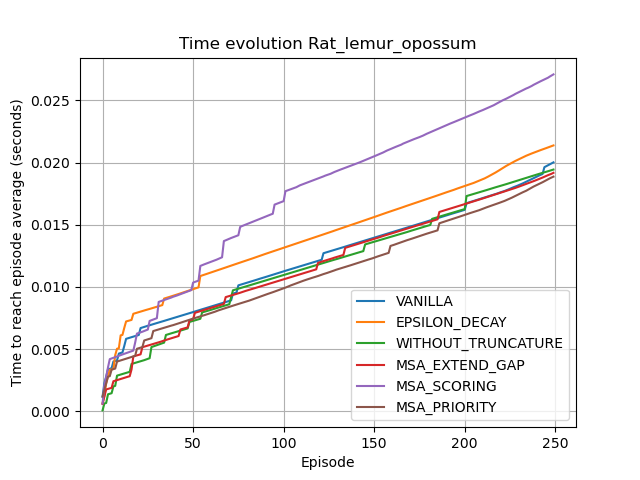 Time evolution Rat_lemur_opossum
Time to reach episode average (seconds)
0.025
0.020
0.015
0.010
0.005
0.000
0
50
100
150
200
250
Episode
VANILLA
EPSILON_DECAY
WITHOUT_TRUNCATURE
MSA_EXTEND_GAP
MSA_SCORING
MSA_PRIORITY